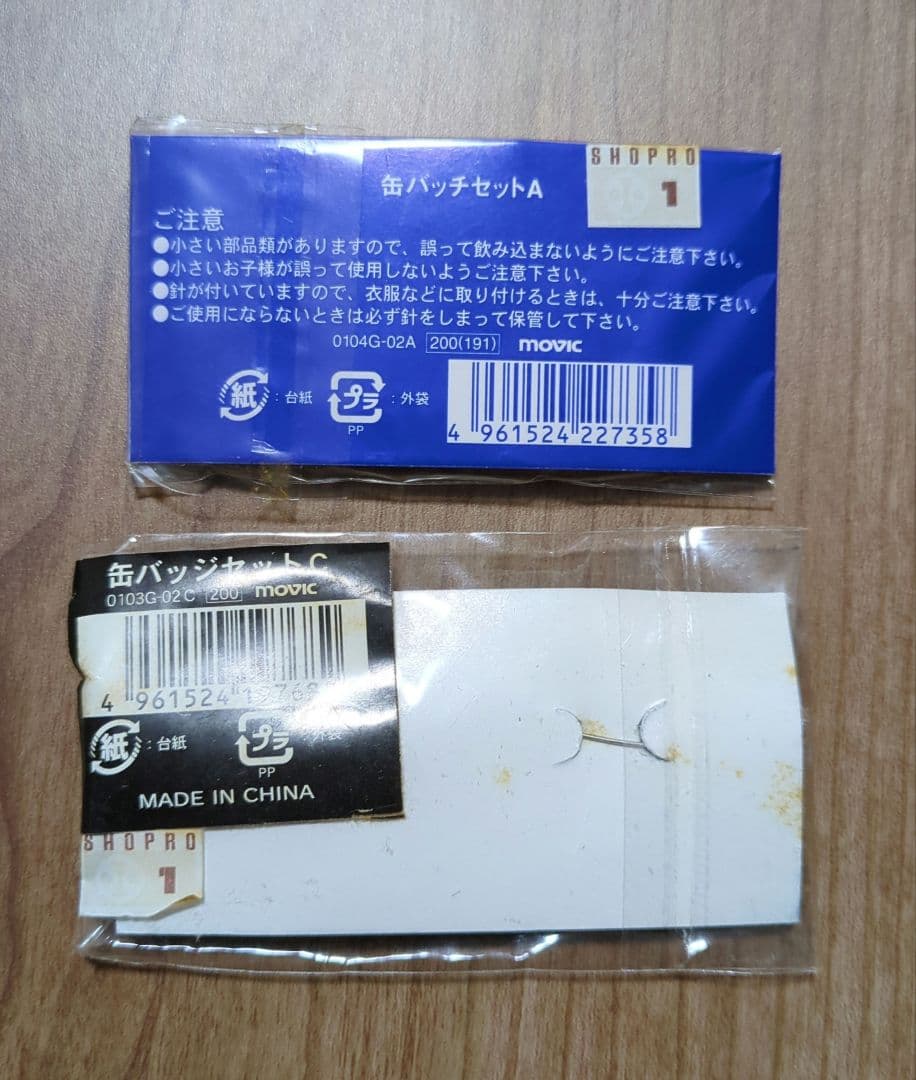 SHOPRO
1
缶バッチセットA
ご注意
●小さい部品類がありますので、誤って飲み込まないようにご注意下さい。
●小さいお子様が誤って使用しないようご注意下さい。
●針が付いていますので、衣服などに取り付けるときは、十分ご注意下さい。
●ご使用にならないときは必ず針をしまって保管して下さい。
0104G-02A 200(191) movic
紙 : 台紙 プラ : 外袋
PP
4 961524 227358
缶バッジセットC
0103G-02C 200 movic
4 961524
紙 : 台紙 プラ 外袋
PP
MADE IN CHINA
SHOPRO
1